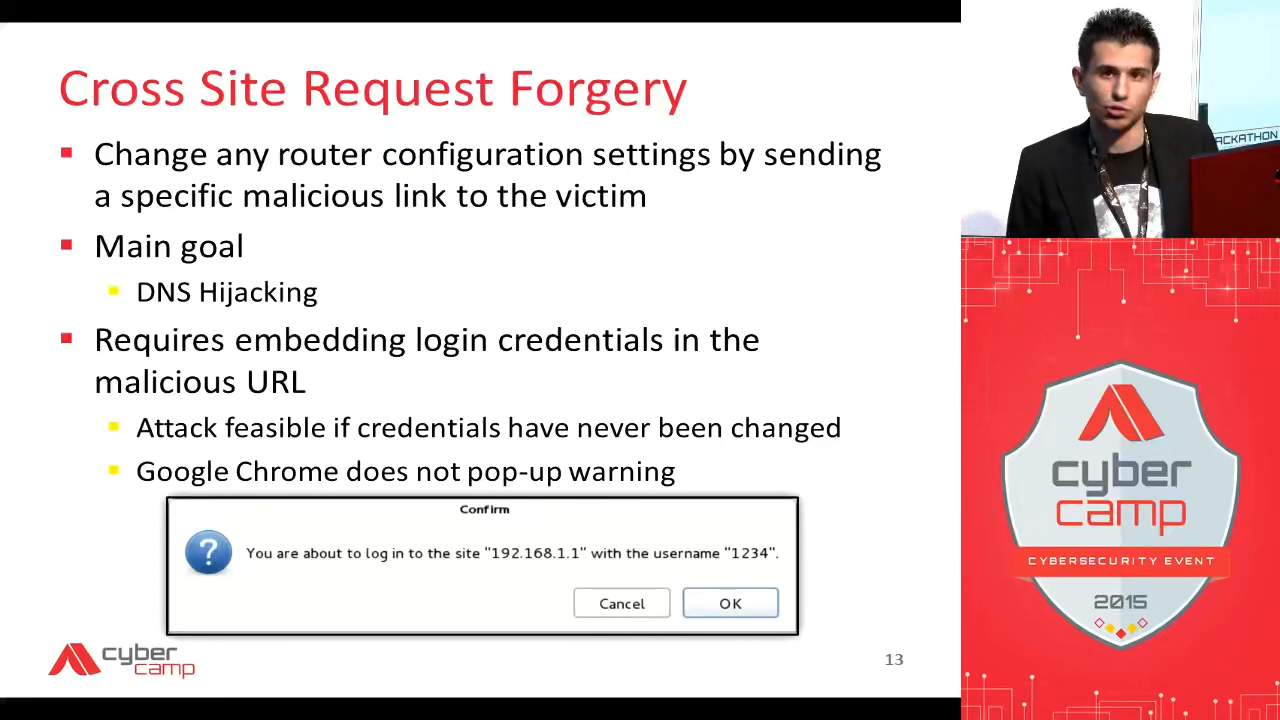 Cross Site Request Forgery
Change any router configuration settings by sending
a specific malicious link to the victim
Main goal
DNS Hijacking
Requires embedding login credentials in the
malicious URL
Attack feasible if credentials have never been changed
Google Chrome does not pop-up warning
Confirm
You are about to log in to the site "192.168.1.1" with the username "1234".
Cancel
OK
cyber
camp
13
ACKATHON
cyber
camp
CYBERSECURITY EVENT
2015